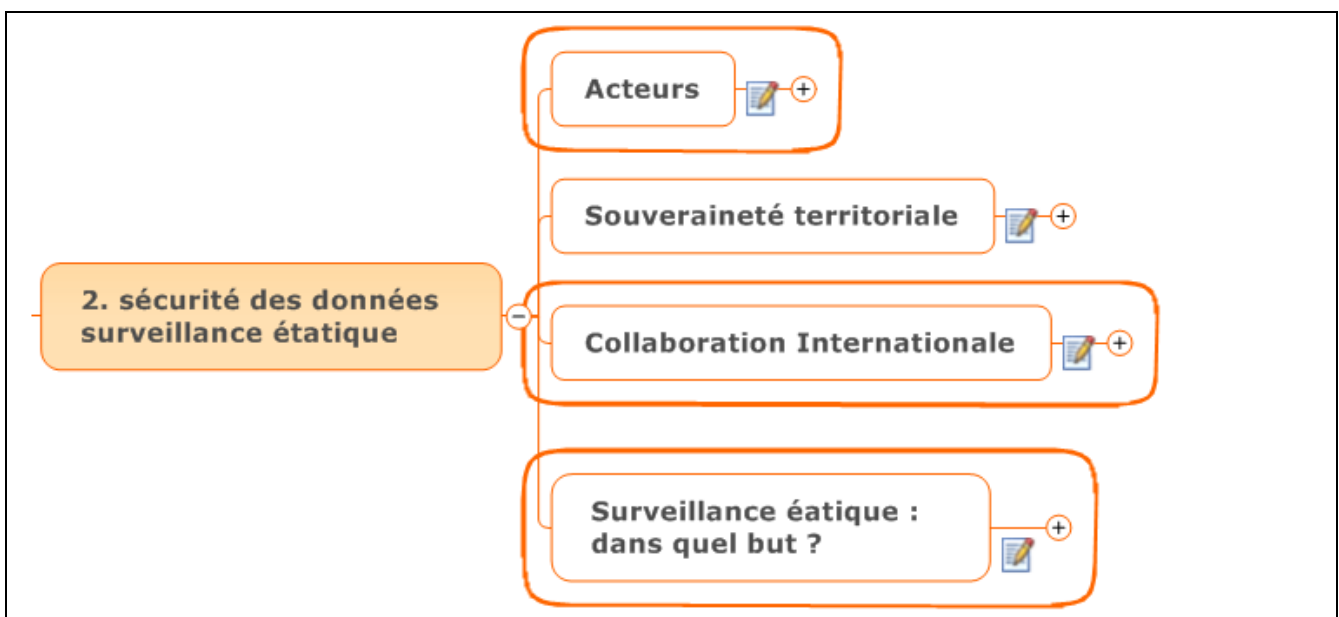 Acteurs
Souveraineté territoriale
2. sécurité des données
surveillance étatique
Collaboration Internationale
Surveillance éatique :
dans quel but ?